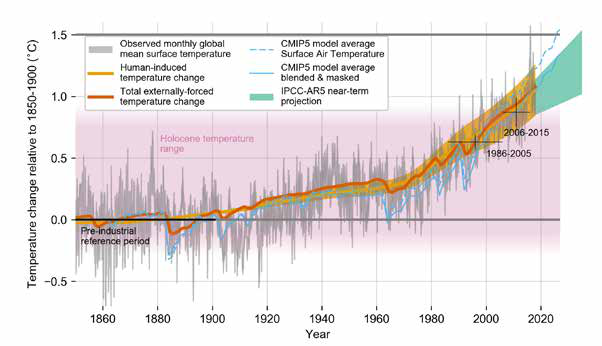 Temperature change relative to 1850-1900 (°C)
1.5
1.0
0.5
0.0
−0.5
Observed monthly global
mean surface temperature
Human-induced
temperature change
Total externally-forced
temperature change
CMIP5 model average
Surface Air Temperature
CMIP5 model average
blended & masked
IPCC-AR5 near-term
projection
Holocene temperature
range
2006-2015
1986-2005
Pre-industrial
reference period
1860
1880
1900
1920
1940
1960
1980
2000
2020
Year